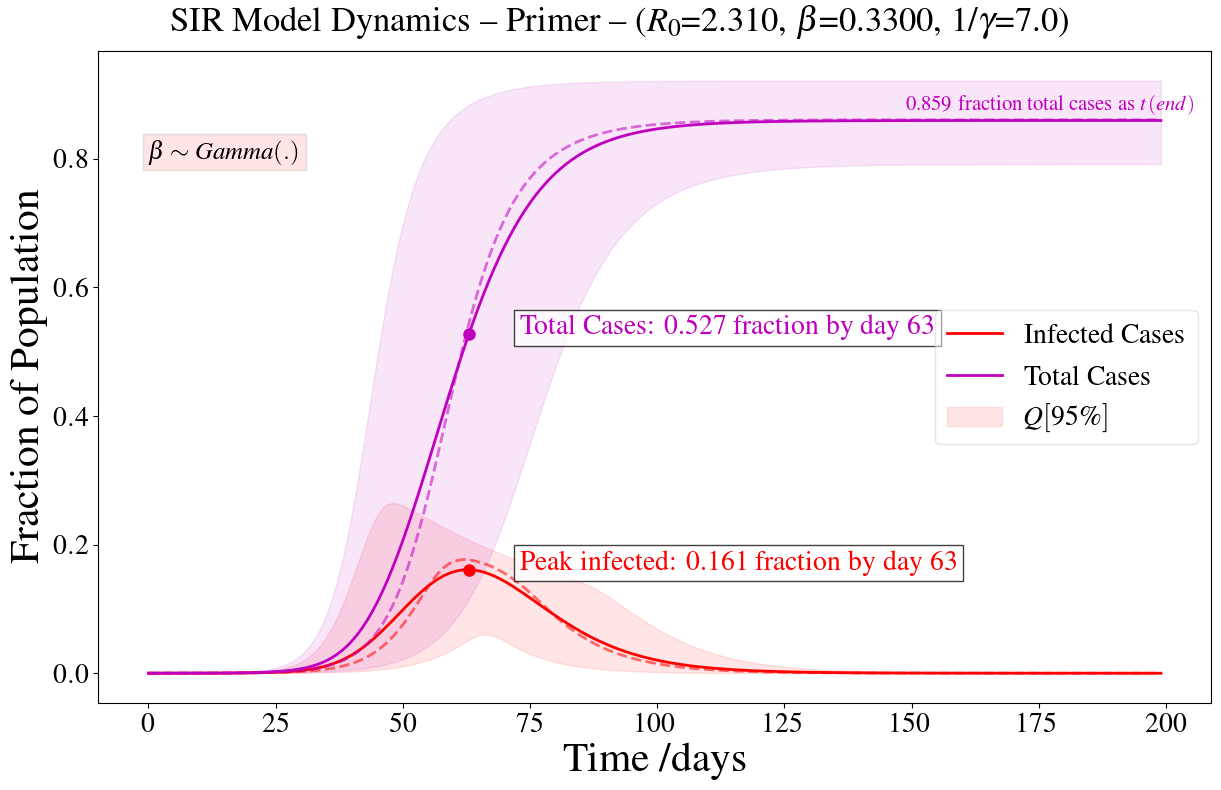 SIR Model Dynamics – Primer – (R₀=2.310, β=0.3300, 1/γ=7.0)
0.859 fraction total cases as t(end)
β ∼ Gamma(.)
Total Cases: 0.527 fraction by day 63
Infected Cases
Total Cases
Q[95%]
Peak infected: 0.161 fraction by day 63
Fraction of Population
0.8
0.6
0.4
0.2
0.0
0 25 50 75 100 125 150 175 200
Time /days